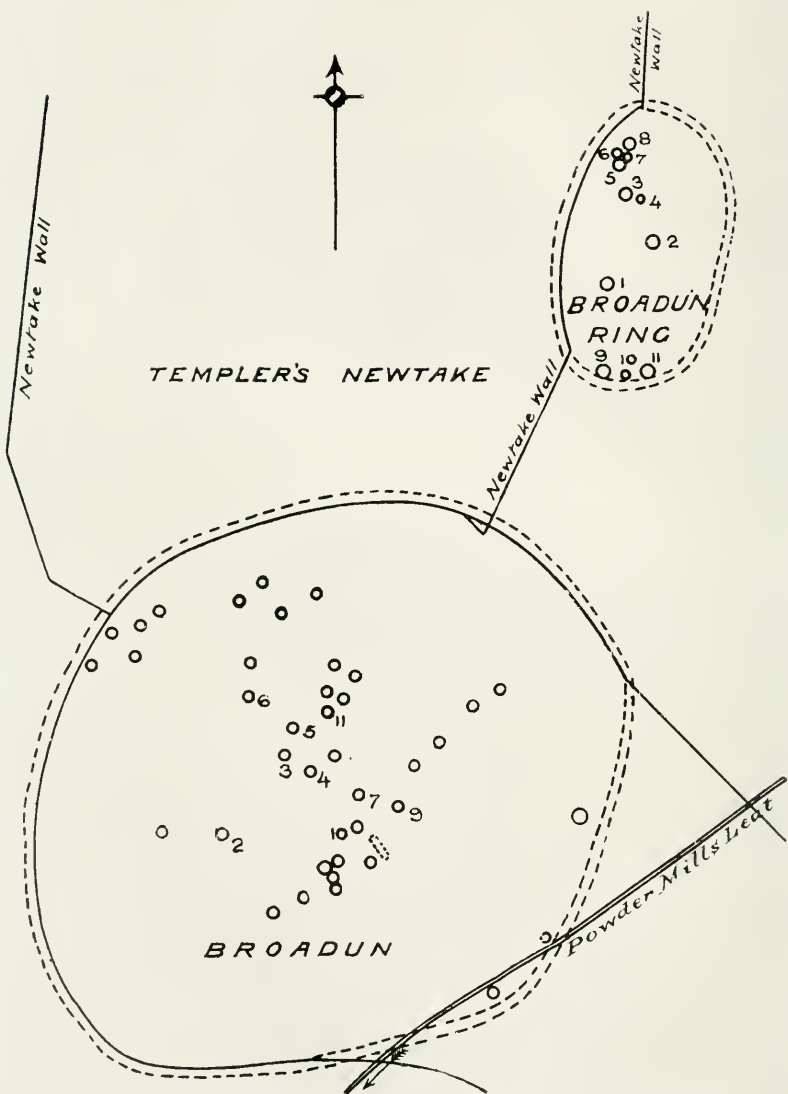 Newtake
Wall
8
6
7
5
3
4
2
1
BROADUN
RING
9
10
11
Newtake Wall
TEMPLER'S NEWTAKE
Newtake Wall
6
11
5
3
4
7
9
2
10
Powder Mills Leat
BROADUN